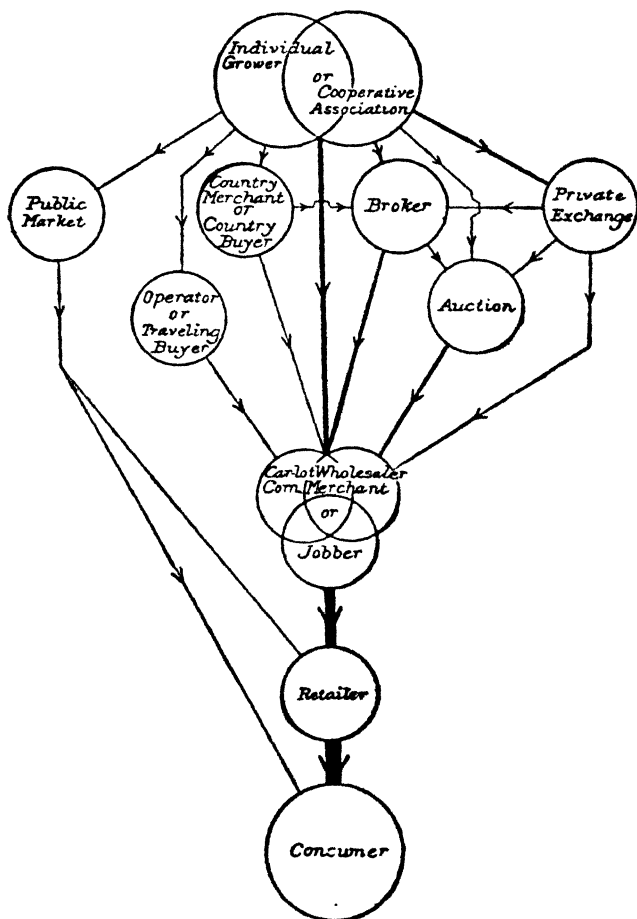 Individual
Grower
or
Cooperative
Association
Public
Market
Country
Merchant
or
Country
Buyer
Broker
Private
Exchange
Operator
or
Traveling
Buyer
Auction
Carlot Wholesaler
Com. Merchant
or
Jobber
Retailer
Consumer